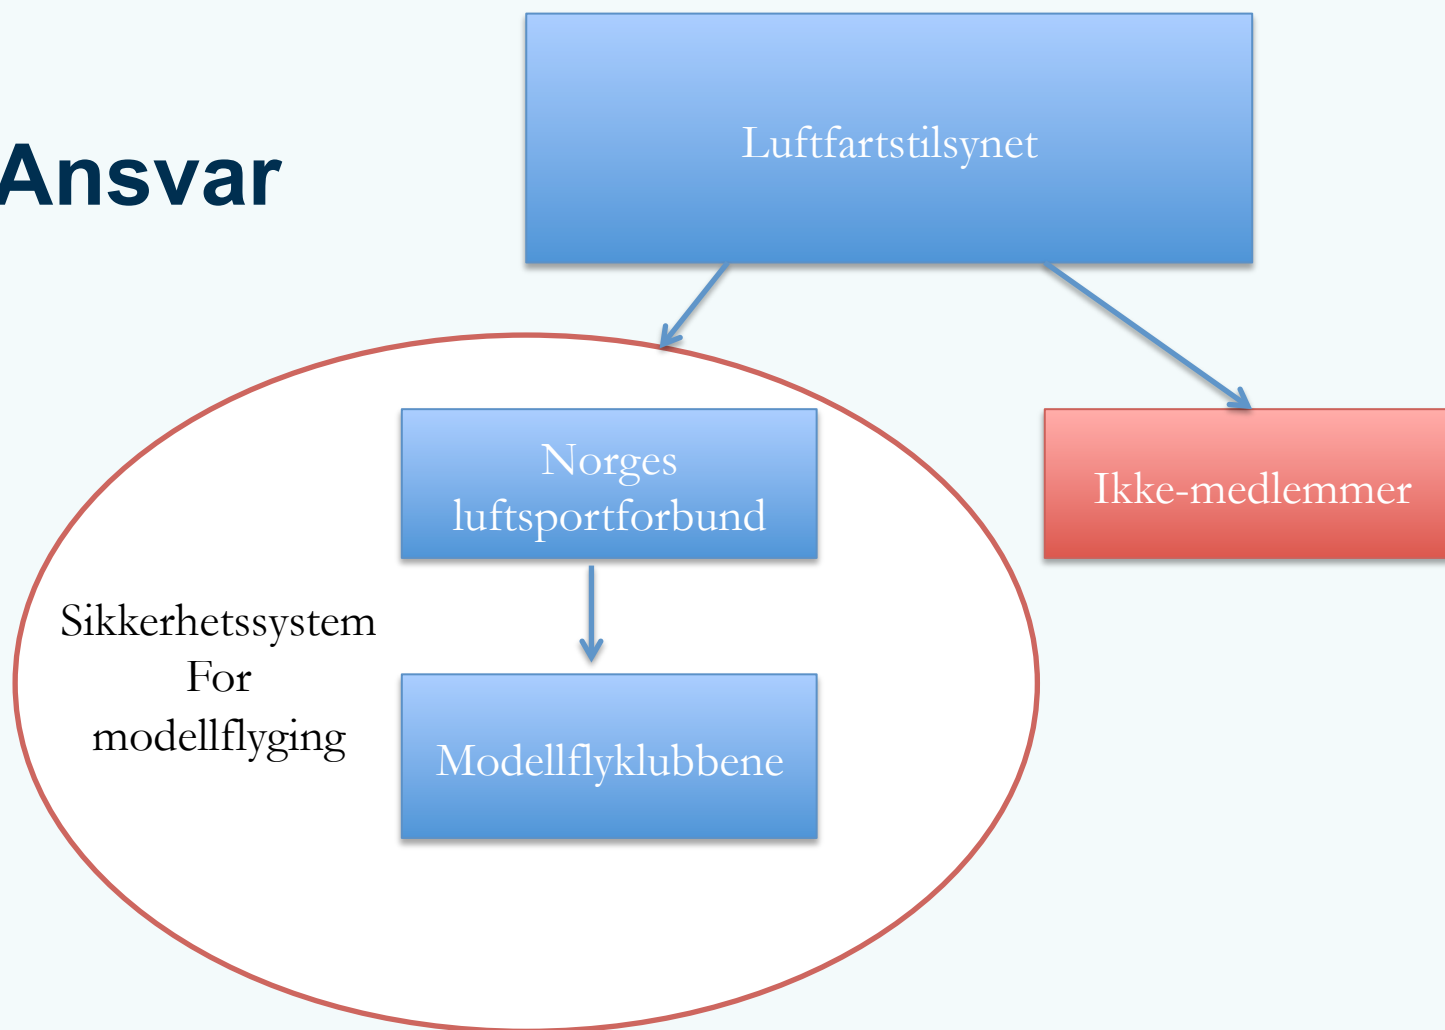 Ansvar
Luftfartstilsynet
Norges
luftsportforbund
Ikke-medlemmer
Sikkerhetssystem
For
modellflyging
Modellflyklubbene